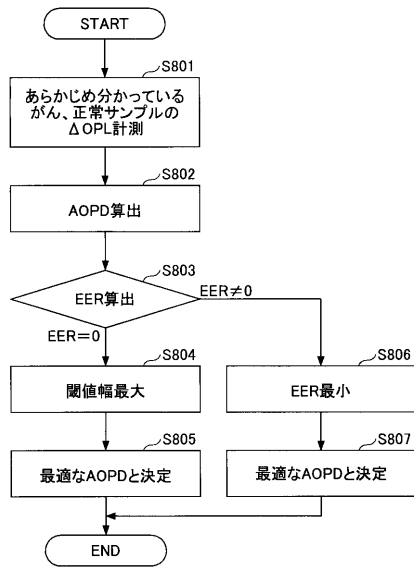 START
S801
あらかじめ分かっている
がん、正常サンプルの
ΔOPL計測
S802
AOPD算出
S803
EER算出
EER≠0
EER=0
S804
閾値幅最大
S806
EER最小
S805
最適なAOPDと決定
S807
最適なAOPDと決定
END